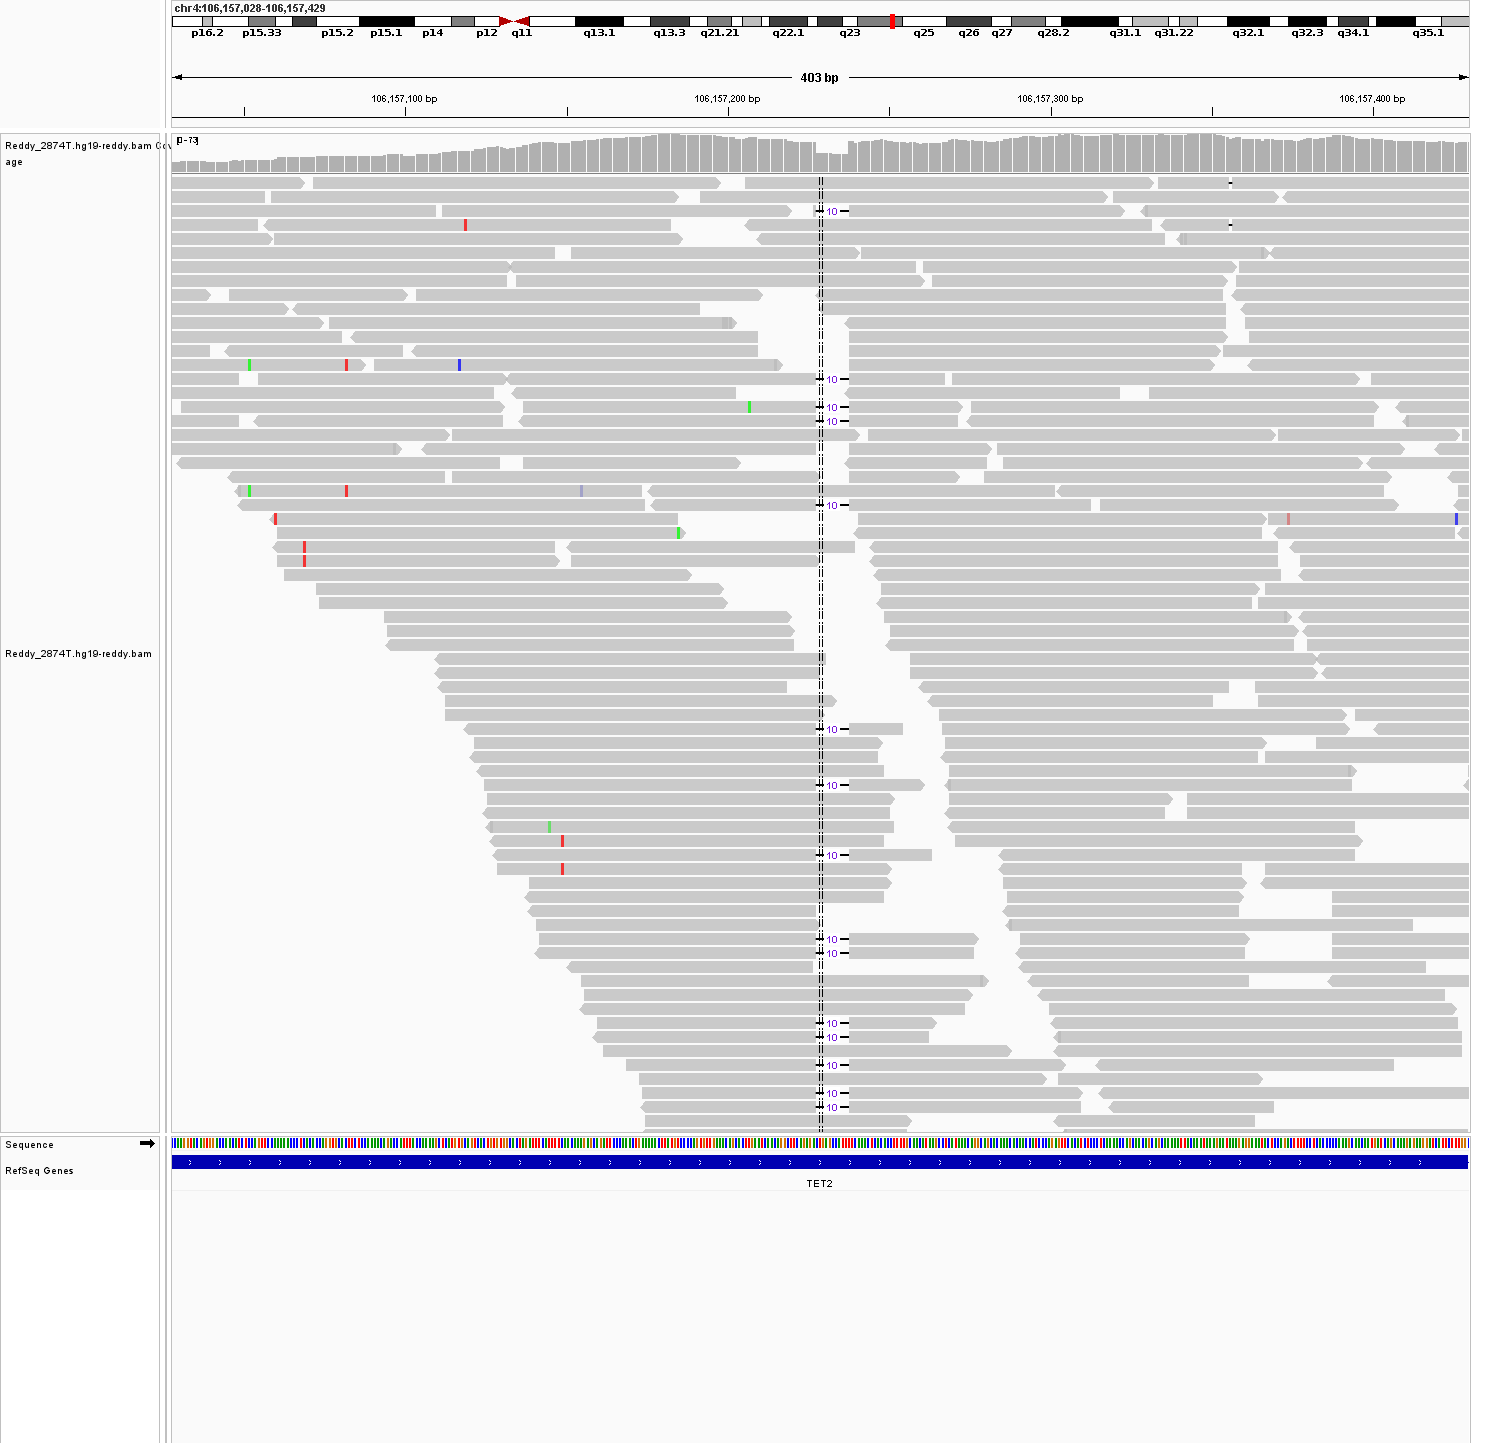 chr4:106,157,028-106,157,429
p16.2 p15.33 p15.2 p15.1 p14 p12 q11 q13.1 q13.3 q21.21 q22.1 q23 q25 q26 q27 q28.2 q31.1 q31.22 q32.1 q32.3 q34.1 q35.1
403 bp
106,157,100 bp 106,157,200 bp 106,157,300 bp 106,157,400 bp
Reddy_2874T.hg19-reddy.bam Cov
age
[0-73]
10
10
10
10
10
Reddy_2874T.hg19-reddy.bam
10
10
10
10
10
10
10
10
10
10
Sequence
RefSeq Genes
TET2